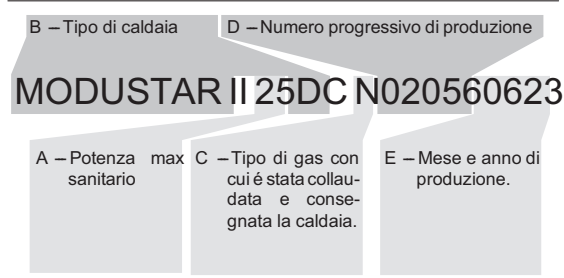 B – Tipo di caldaia
D – Numero progressivo di produzione
MODUSTAR II 25DC N020560623
A – Potenza max
sanitario
C – Tipo di gas con
cui é stata collau-
data e conse-
gnata la caldaia.
E – Mese e anno di
produzione.